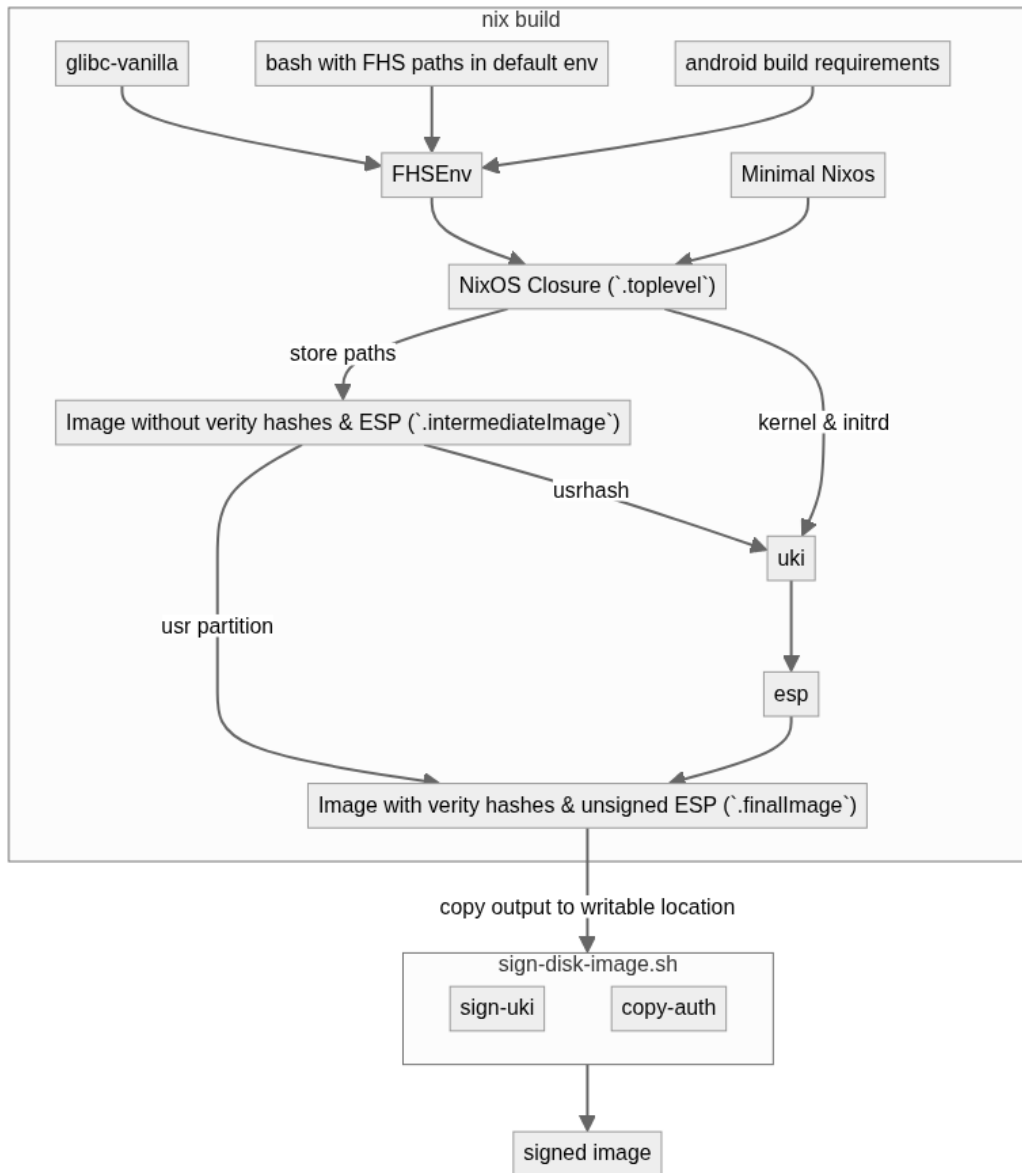 nix build
glibc-vanilla
bash with FHS paths in default env
android build requirements
FHSEnv
Minimal Nixos
NixOS Closure (`.toplevel`)
store paths
Image without verity hashes & ESP (`.intermediateImage`)
kernel & initrd
usrhash
uki
usr partition
esp
Image with verity hashes & unsigned ESP (`.finalImage`)
copy output to writable location
sign-disk-image.sh
sign-uki
copy-auth
signed image